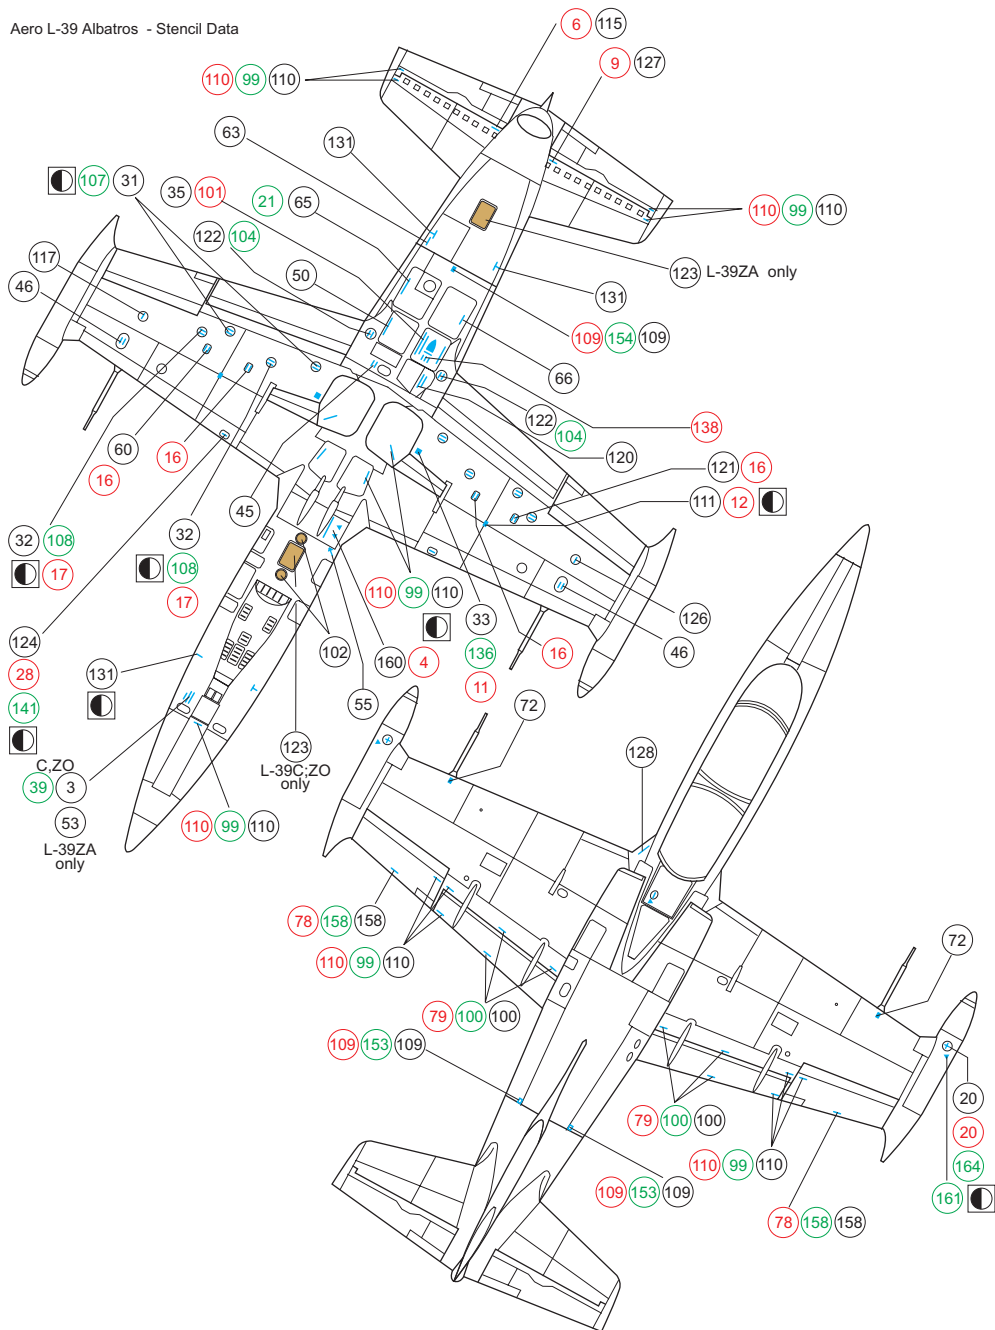 Aero L-39 Albatros - Stencil Data
6 115
9 127
110 99 110
63
131
107 31
35 101
21 65
122 104
50
117
46
110 99 110
123 L-39ZA only
131
109 154 109
66
122
104
138
120
121 16
111 12
60
16
16
45
32 108
17
32
108
17
124
28
141
131
102
110 99 110
33
136
11
16
126
46
160 4
55
123
L-39C;ZO
only
C,ZO
39 3
53
L-39ZA
only
110 99 110
72
128
78 158 158
110 99 110
79 100 100
109 153 109
72
79 100 100
110 99 110
109 153 109
78 158 158
20
20
164
161